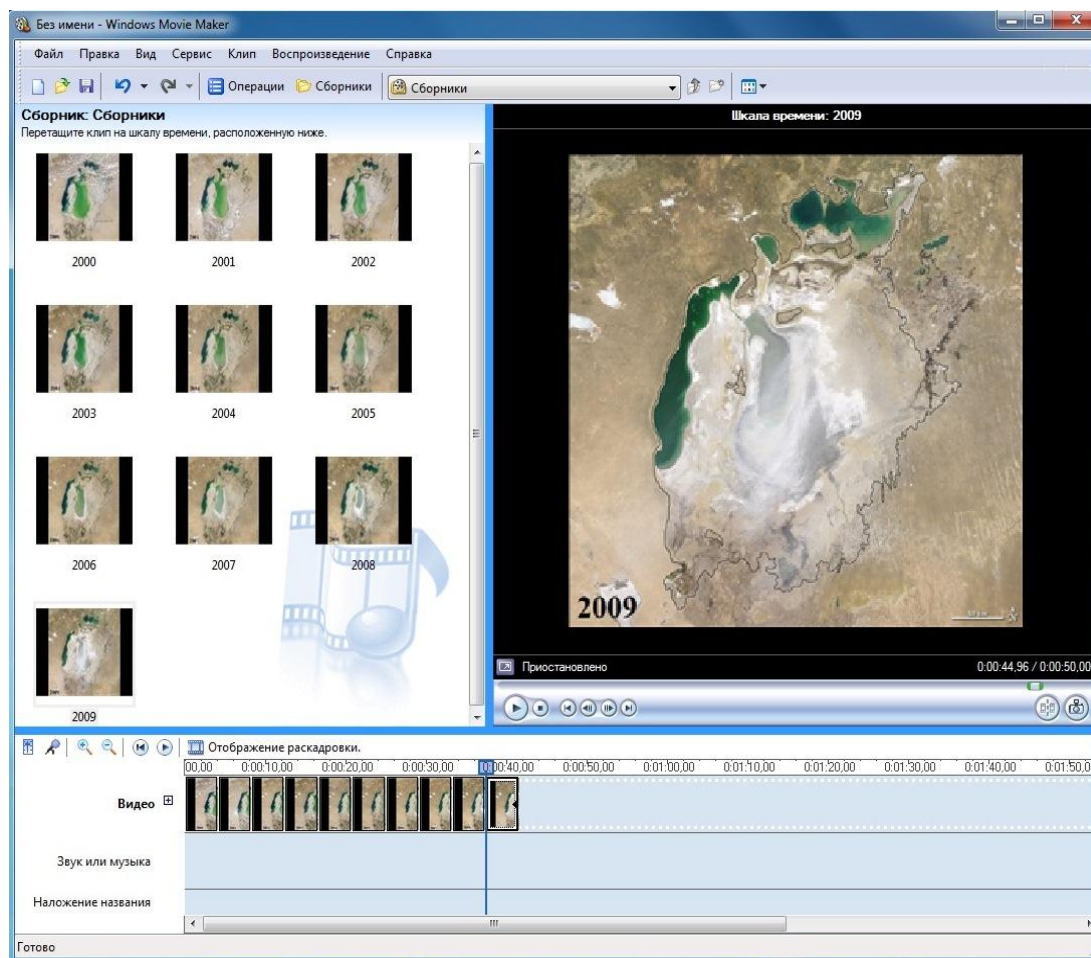 Без имени - Windows Movie Maker
Файл Правка Вид Сервис Клип Воспроизведение Справка
Операции Сборники Сборники
Сборник: Сборники
Перетащите клип на шкалу времени, расположенную ниже.
2000 2001 2002
2003 2004 2005
2006 2007 2008
2009
Шкала времени: 2009
2009
Приостановлено 0:00:44,96 / 0:00:50,00
Отображение раскадровки.
00,00 0:00:10,00 0:00:20,00 0:00:30,00 00:40,00 0:00:50,00 0:01:00,00 0:01:10,00 0:01:20,00 0:01:30,00 0:01:40,00 0:01:50,0
Видео
Звук или музыка
Наложение названия
Готово